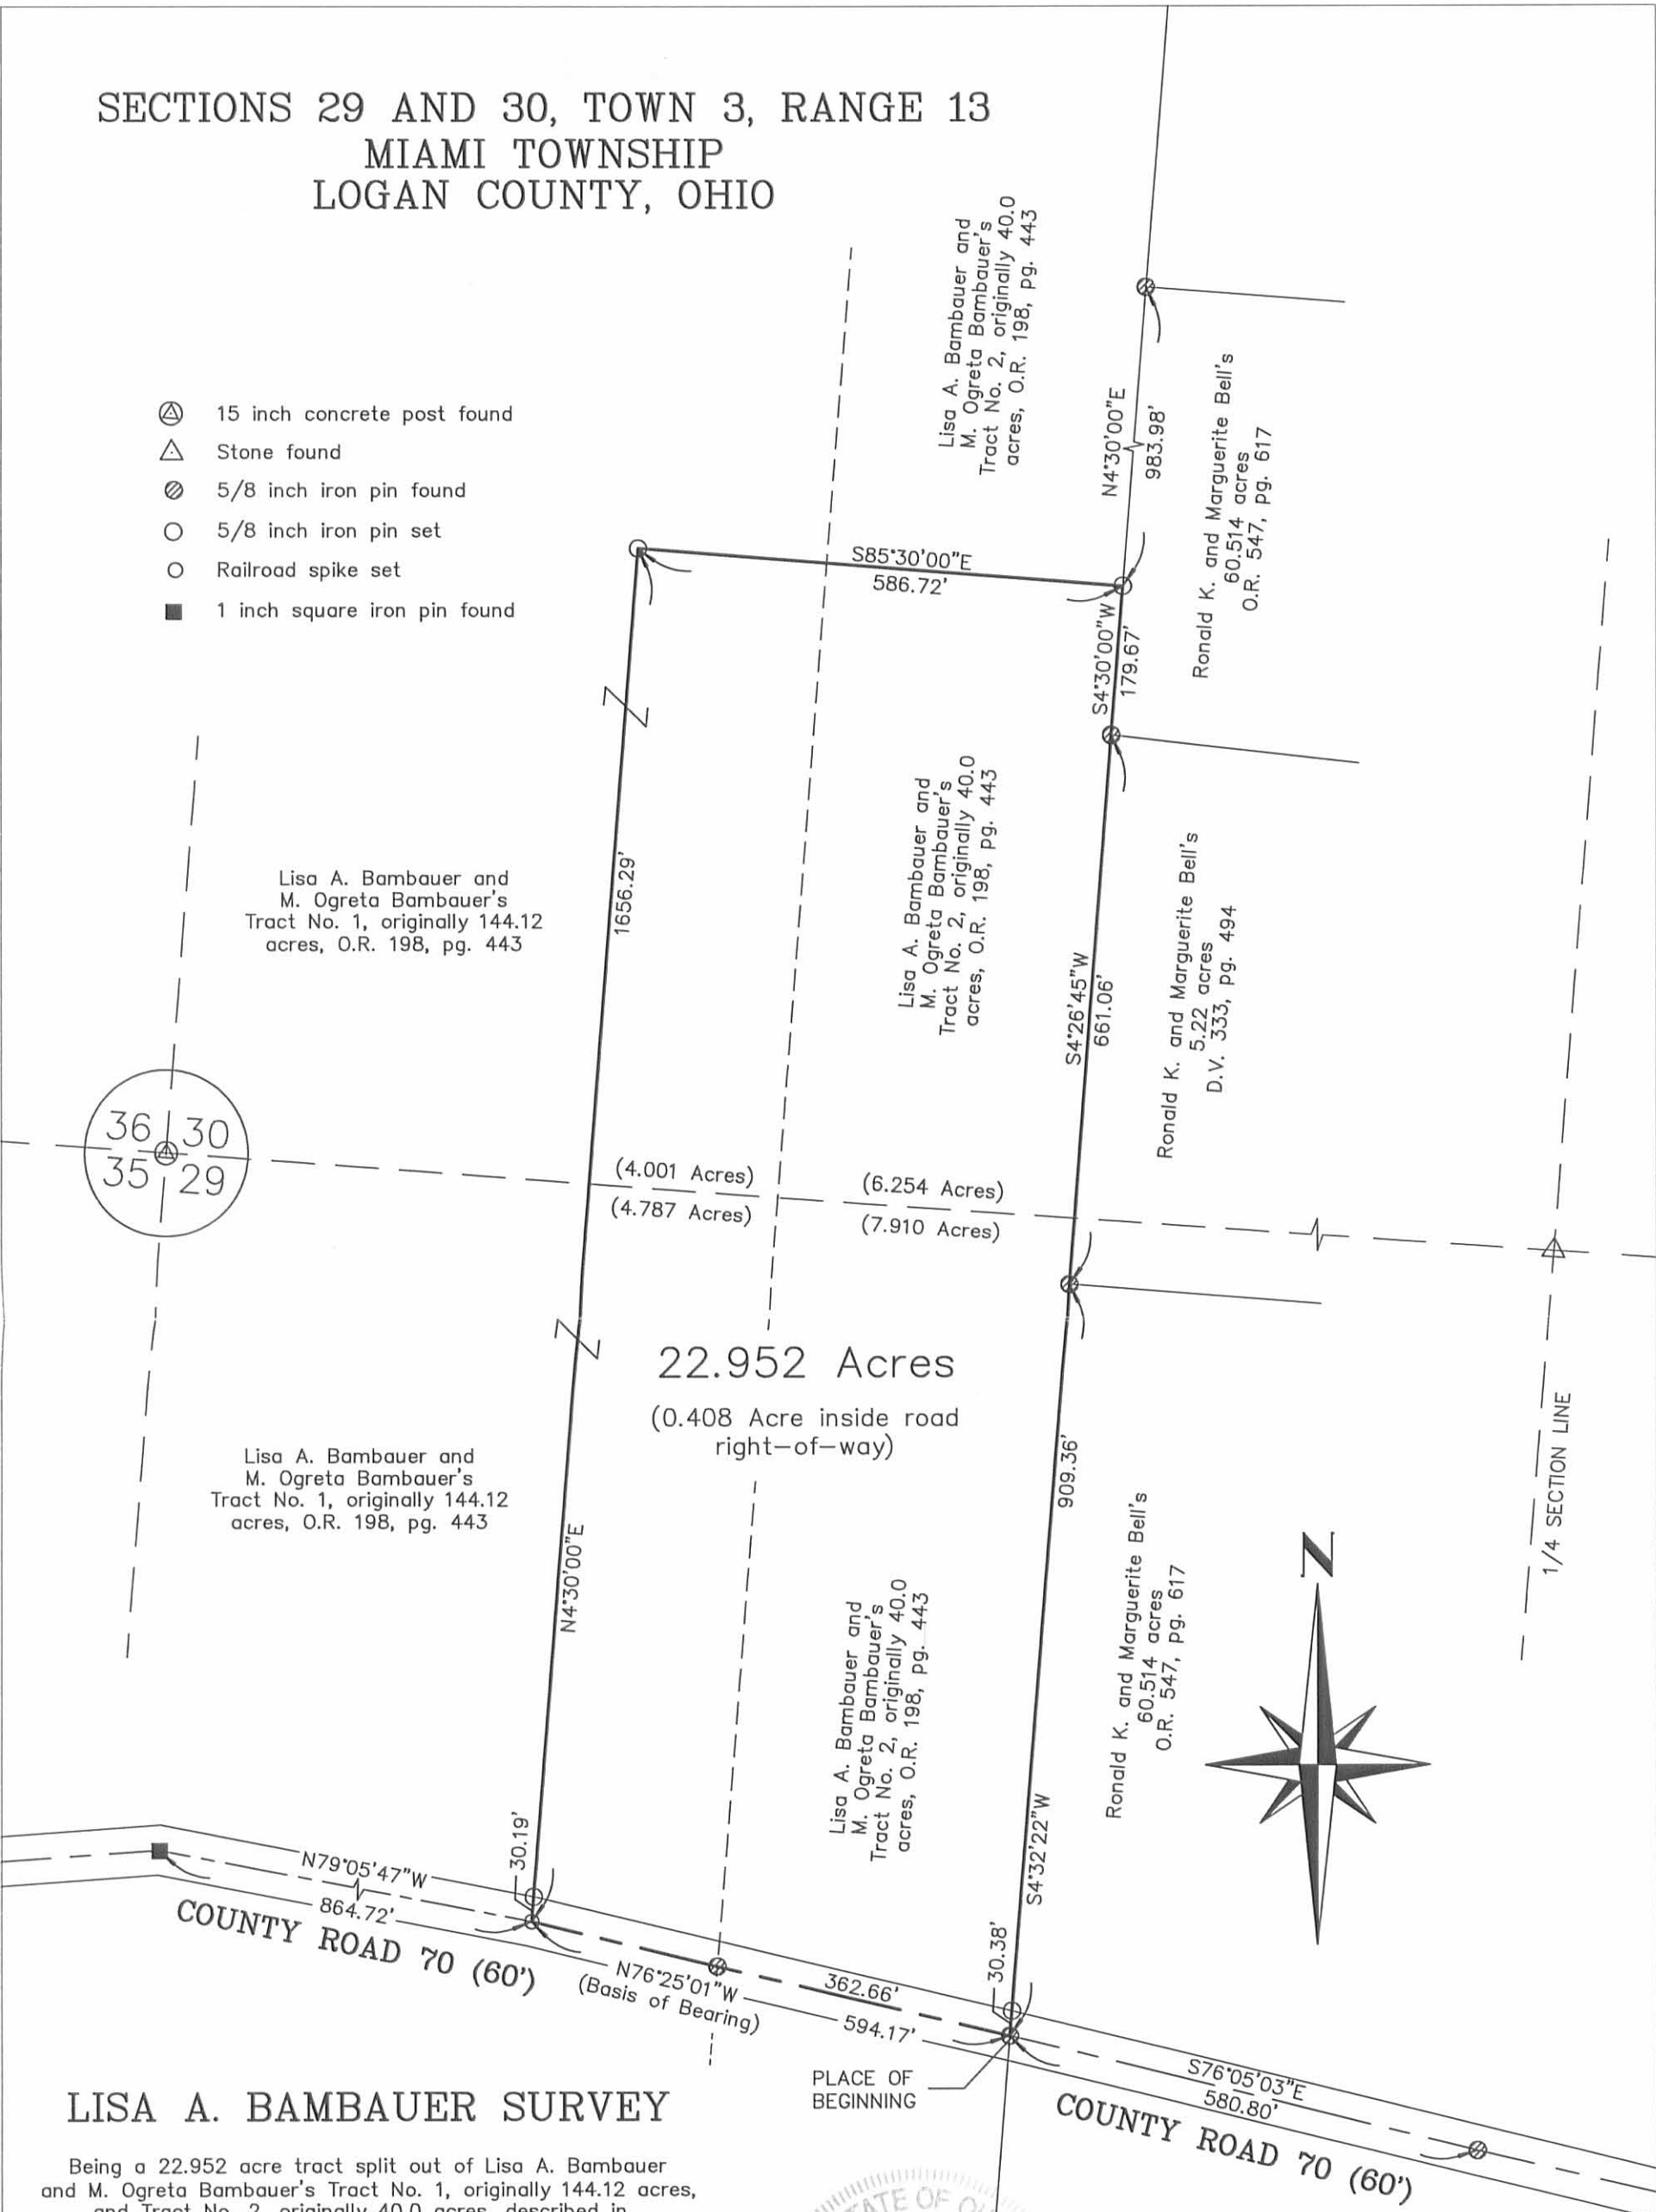 SECTIONS 29 AND 30, TOWN 3, RANGE 13
MIAMI TOWNSHIP
LOGAN COUNTY, OHIO
15 inch concrete post found
Stone found
5/8 inch iron pin found
5/8 inch iron pin set
Railroad spike set
1 inch square iron pin found
Lisa A. Bambauer and
M. Ogreta Bambauer's
Tract No. 2, originally 40.0
acres, O.R. 198, pg. 443
N4°30'00"E
983.98'
Ronald K. and Marguerite Bell's
60.514 acres
O.R. 547, pg. 617
S85°30'00"E
586.72'
S4°30'00"W
179.67'
1656.29'
Lisa A. Bambauer and
M. Ogreta Bambauer's
Tract No. 1, originally 144.12
acres, O.R. 198, pg. 443
Lisa A. Bambauer and
M. Ogreta Bambauer's
Tract No. 2, originally 40.0
acres, O.R. 198, pg. 443
S4°26'45"W
661.06'
Ronald K. and Marguerite Bell's
5.22 acres
D.V. 333, pg. 494
36 30
35 29
(4.001 Acres)
(6.254 Acres)
(4.787 Acres)
(7.910 Acres)
22.952 Acres
(0.408 Acre inside road
right-of-way)
Lisa A. Bambauer and
M. Ogreta Bambauer's
Tract No. 1, originally 144.12
acres, O.R. 198, pg. 443
N4°30'00"E
909.36'
1/4 SECTION LINE
N
Lisa A. Bambauer and
M. Ogreta Bambauer's
Tract No. 2, originally 40.0
acres, O.R. 198, pg. 443
Ronald K. and Marguerite Bell's
60.514 acres
O.R. 547, pg. 617
S4°32'22"W
30.19'
30.38'
N79°05'47"W
864.72'
COUNTY ROAD 70 (60')
N76°25'01"W
(Basis of Bearing)
362.66'
594.17'
PLACE OF
BEGINNING
S76°05'03"E
580.80'
COUNTY ROAD 70 (60')
LISA A. BAMBAUER SURVEY
Being a 22.952 acre tract split out of Lisa A. Bambauer
and M. Ogreta Bambauer's Tract No. 1, originally 144.12 acres,
and Tract No. 2, originally 40.0 acres, described in
STATE OF